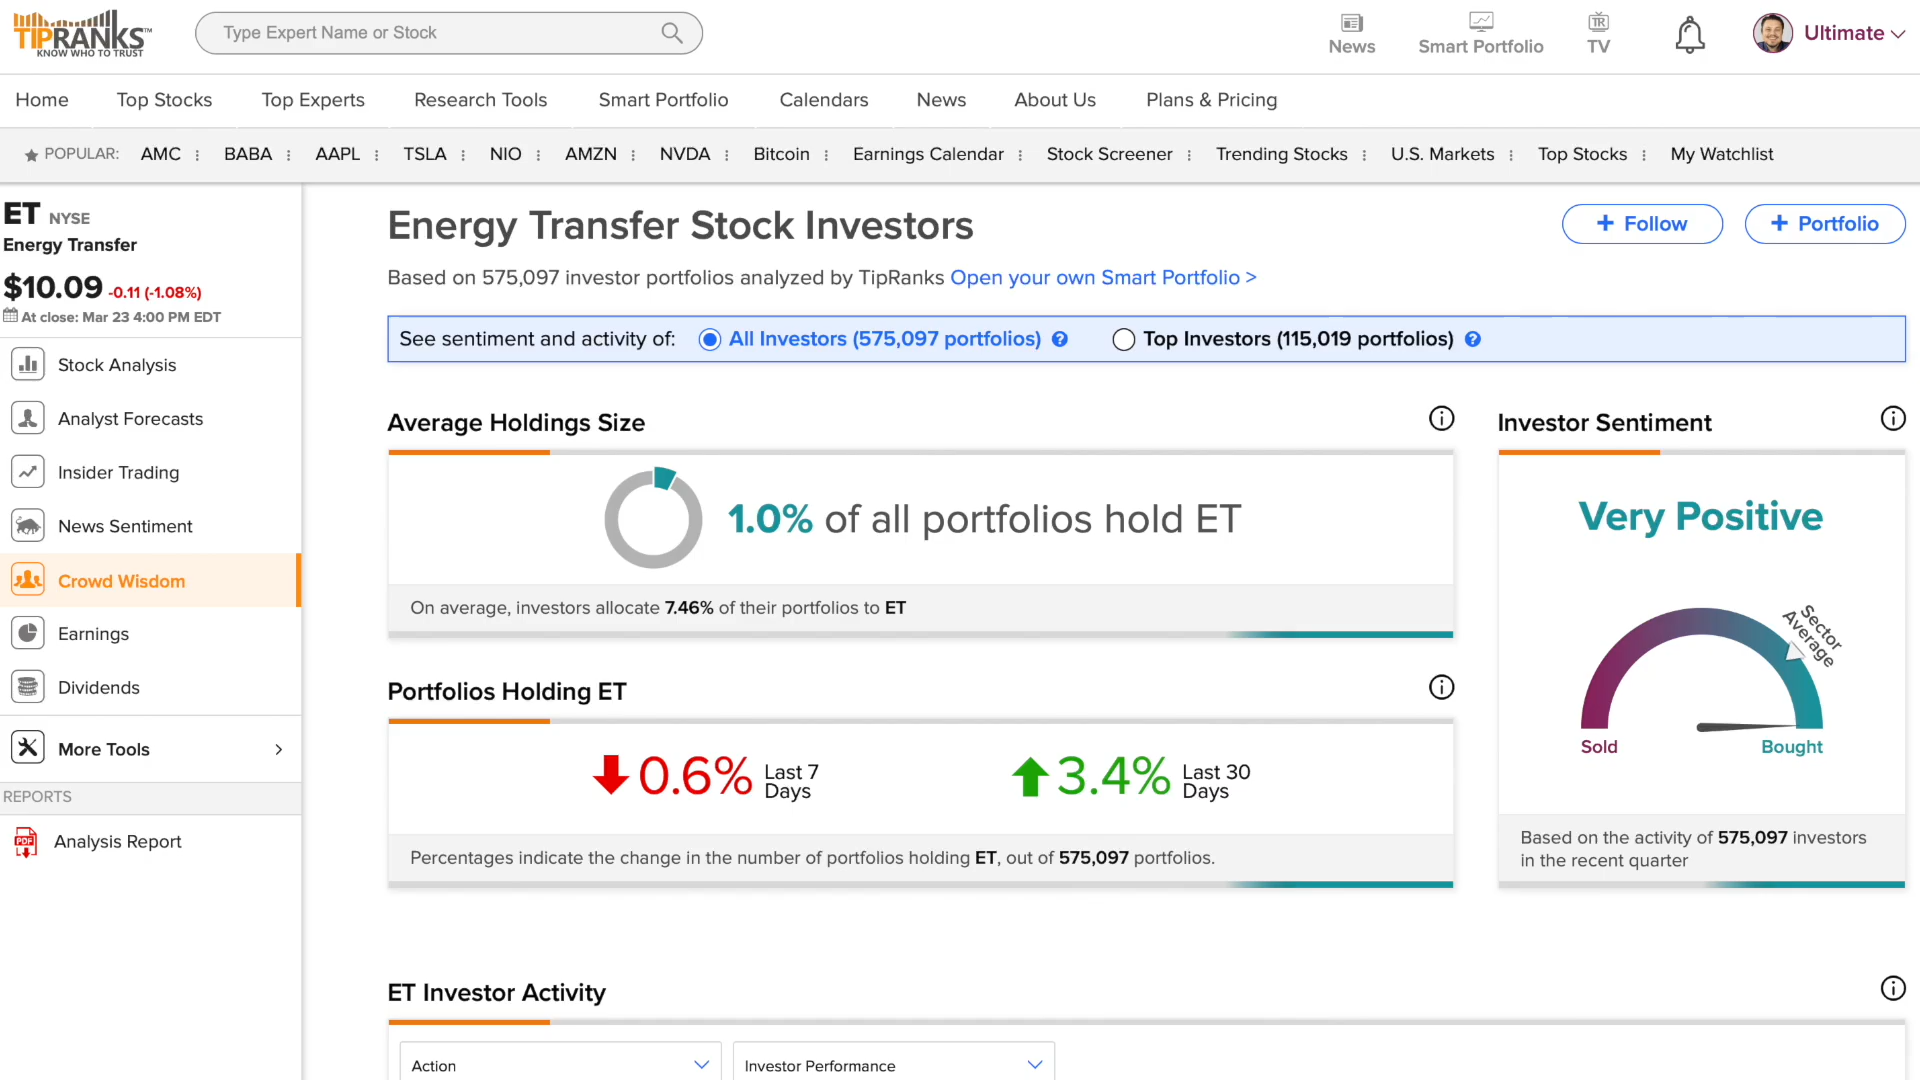 TIPRANKS™
KNOW WHO TO TRUST
Type Expert Name or Stock
News
Smart Portfolio
TR
TV
Ultimate
Home Top Stocks Top Experts Research Tools Smart Portfolio Calendars News About Us Plans & Pricing
POPULAR: AMC BABA AAPL TSLA NIO AMZN NVDA Bitcoin Earnings Calendar Stock Screener Trending Stocks U.S. Markets Top Stocks My Watchlist
ET NYSE
Energy Transfer
$10.09 -0.11 (-1.08%)
At close: Mar 23 4:00 PM EDT
Stock Analysis
Analyst Forecasts
Insider Trading
News Sentiment
Crowd Wisdom
Earnings
Dividends
More Tools
REPORTS
PDF
Analysis Report
Energy Transfer Stock Investors
+ Follow
+ Portfolio
Based on 575,097 investor portfolios analyzed by TipRanks Open your own Smart Portfolio >
See sentiment and activity of: All Investors (575,097 portfolios) ? Top Investors (115,019 portfolios) ?
Average Holdings Size
1.0% of all portfolios hold ET
On average, investors allocate 7.46% of their portfolios to ET
Portfolios Holding ET
0.6% Last 7
Days
3.4% Last 30
Days
Percentages indicate the change in the number of portfolios holding ET, out of 575,097 portfolios.
Investor Sentiment
Very Positive
Sector
Average
Sold
Bought
Based on the activity of 575,097 investors
in the recent quarter
ET Investor Activity
Action
Investor Performance